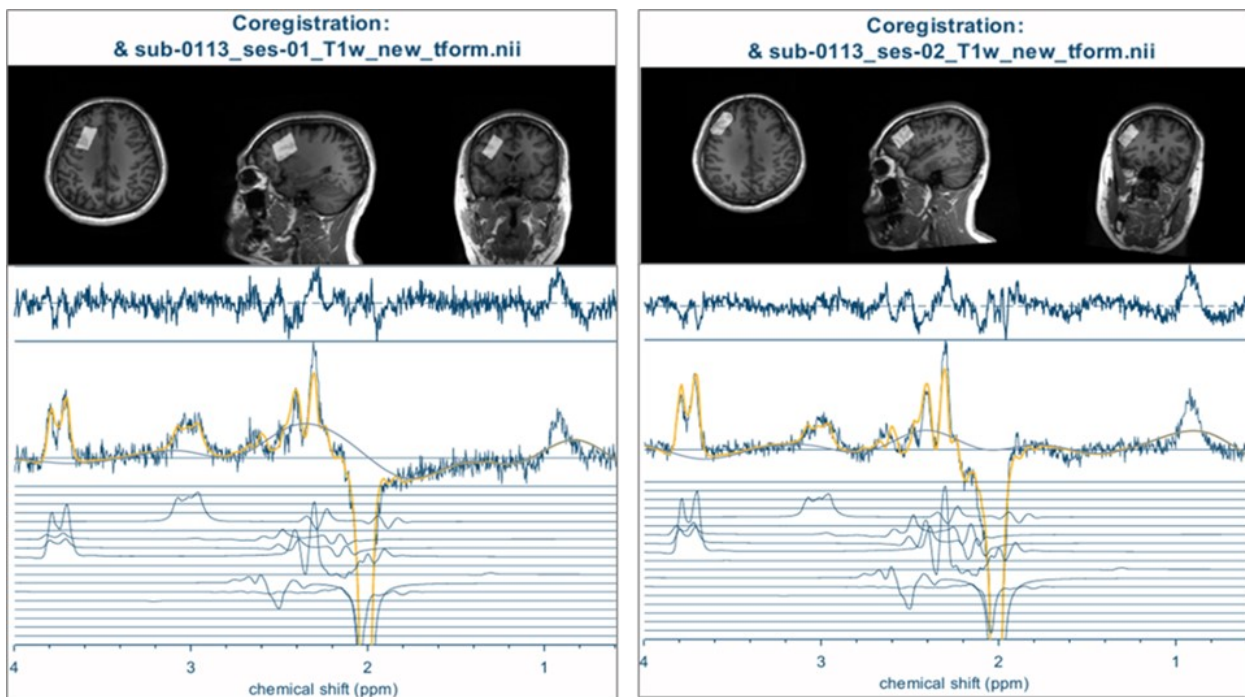 Coregistration:
& sub-0113_ses-01_T1w_new_tform.nii
4
3
2
1
chemical shift (ppm)
Coregistration:
& sub-0113_ses-02_T1w_new_tform.nii
4
3
2
1
chemical shift (ppm)